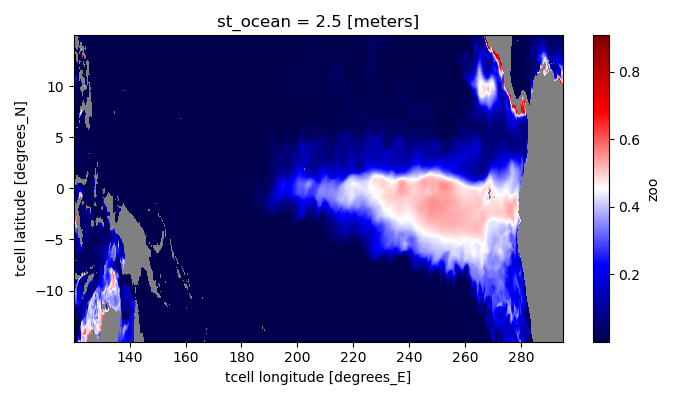 st_ocean = 2.5 [meters]
10
5
0
−5
−10
tcell latitude [degrees_N]
140 160 180 200 220 240 260 280
tcell longitude [degrees_E]
0.8
0.6
0.4
0.2
zoo